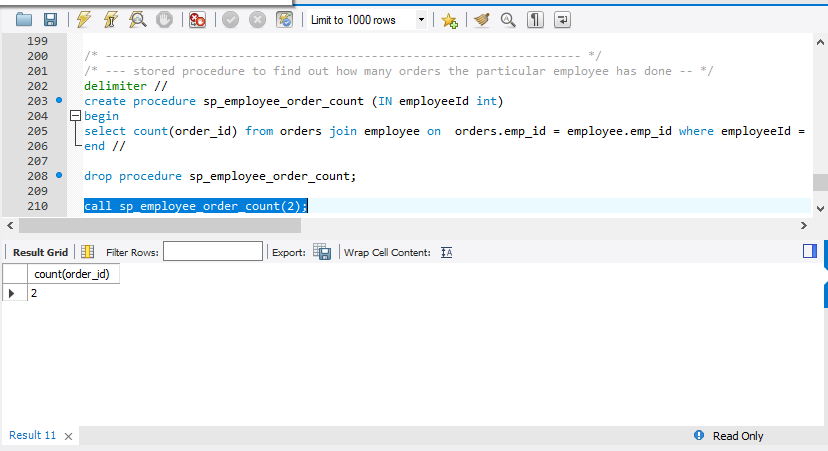 Limit to 1000 rows
199
200 /* -------------------------------------------------------------------- */
201 /* --- stored procedure to find out how many orders the particular employee has done -- */
202 delimiter //
203 create procedure sp_employee_order_count (IN employeeId int)
204 begin
205 select count(order_id) from orders join employee on  orders.emp_id = employee.emp_id where employeeId =
206 end //
207
208 drop procedure sp_employee_order_count;
209
210 call sp_employee_order_count(2);
Result Grid Filter Rows: Export: Wrap Cell Content: IA
count(order_id)
2
Result 11 × Read Only